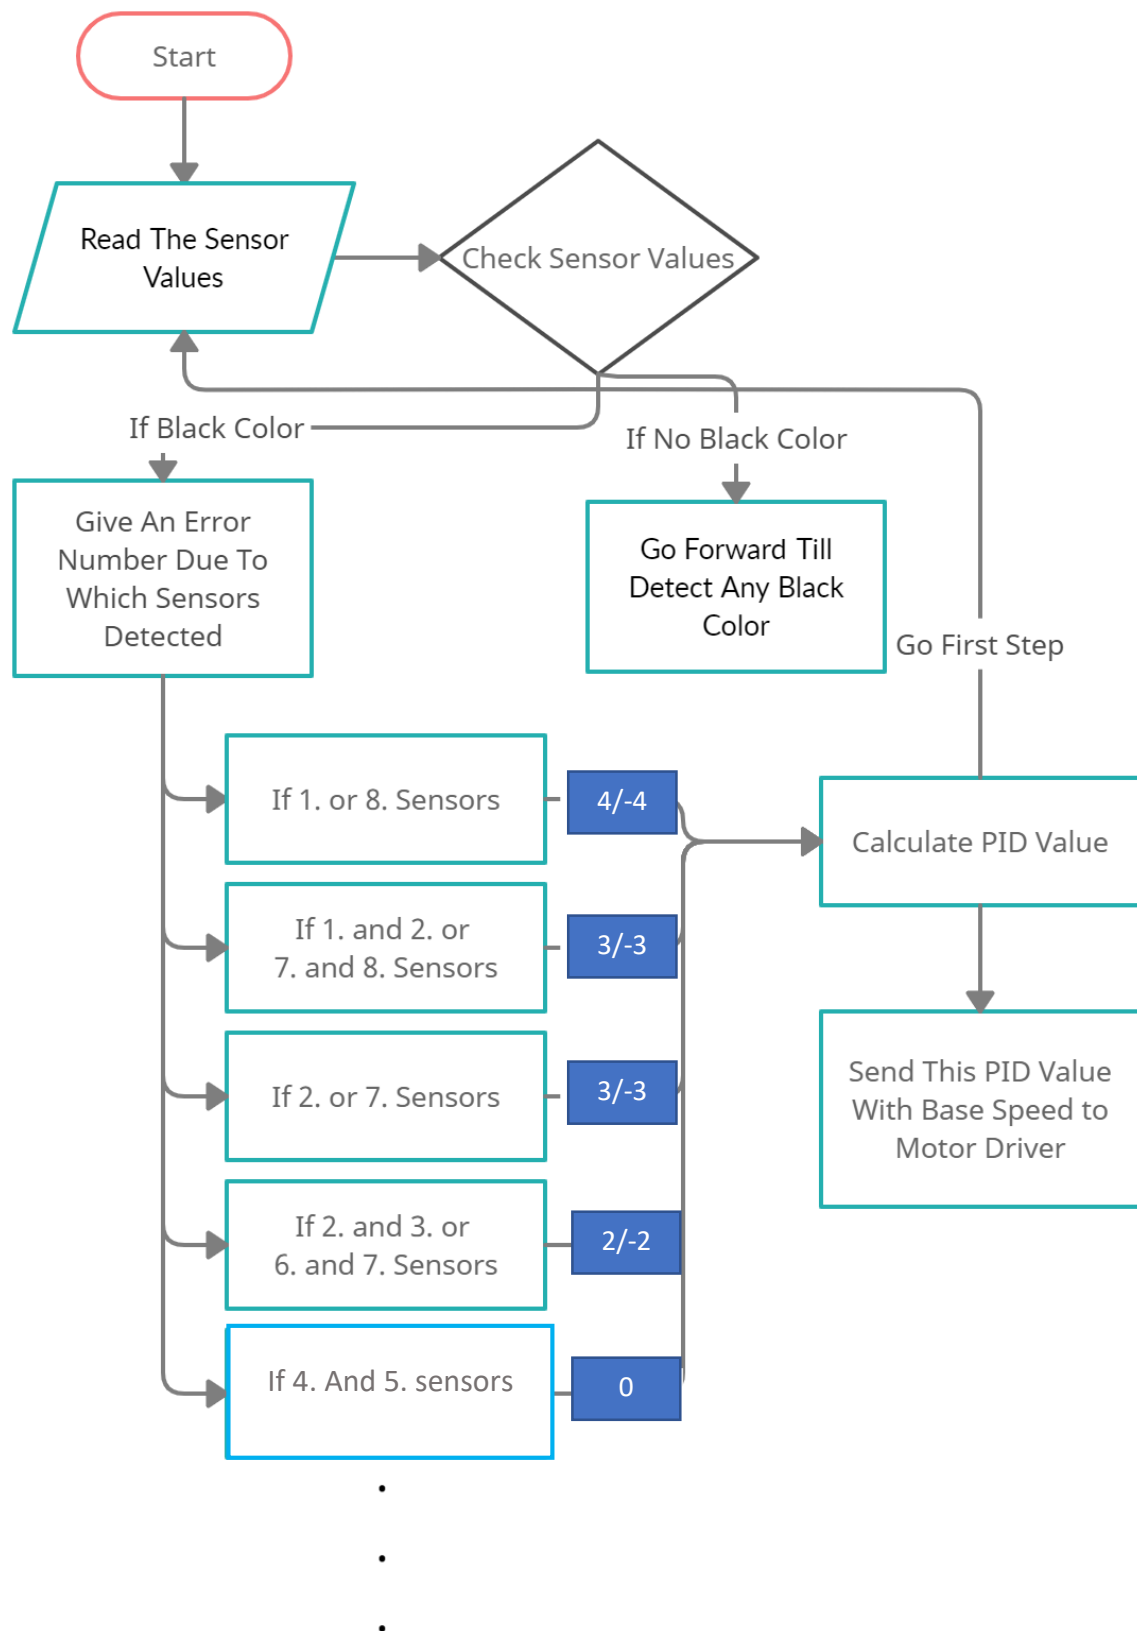 Start
Read The Sensor
Values
Check Sensor Values
If Black Color
If No Black Color
Give An Error
Number Due To
Which Sensors
Detected
Go Forward Till
Detect Any Black
Color
Go First Step
If 1. or 8. Sensors
4/-4
Calculate PID Value
If 1. and 2. or
7. and 8. Sensors
3/-3
If 2. or 7. Sensors
3/-3
Send This PID Value
With Base Speed to
Motor Driver
If 2. and 3. or
6. and 7. Sensors
2/-2
If 4. And 5. sensors
0
.
.
.